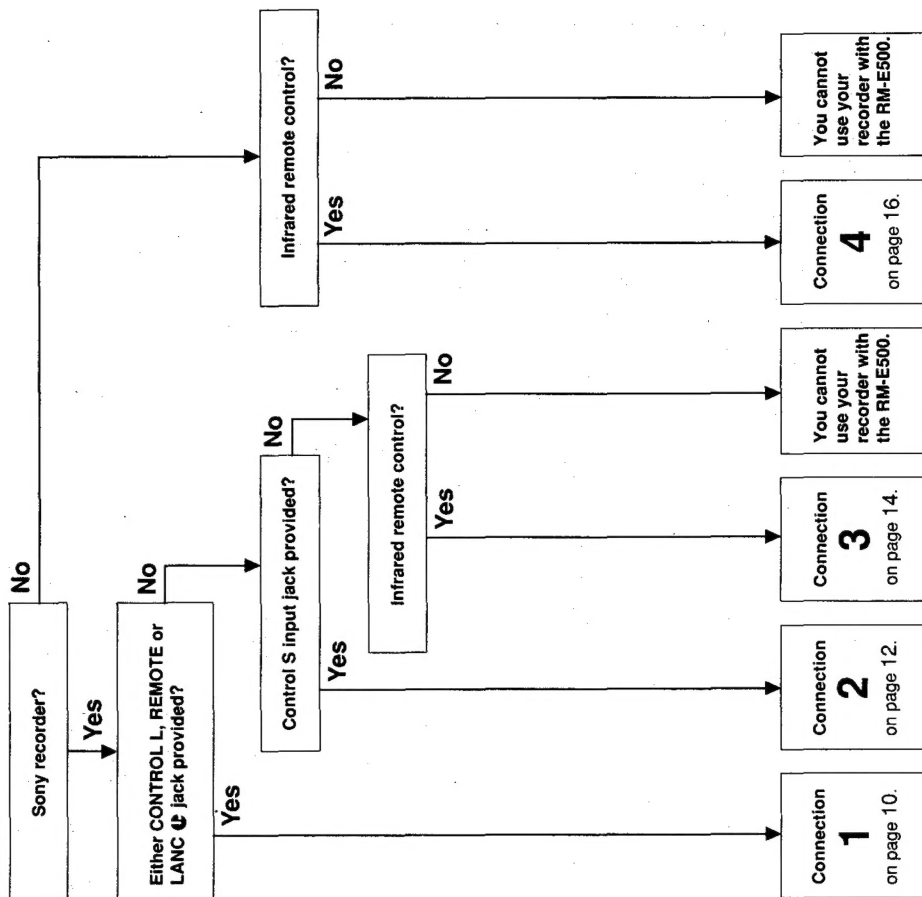 Sony recorder?
No
Yes
Either CONTROL L, REMOTE or
LANC jack provided?
No
Yes
Control S input jack provided?
No
Yes
Infrared remote control?
No
Yes
Infrared remote control?
No
Yes
Connection
1
on page 10.
Connection
2
on page 12.
Connection
3
on page 14.
You cannot
use your
recorder with
the RM-E500.
Connection
4
on page 16.
You cannot
use your
recorder with
the RM-E500.